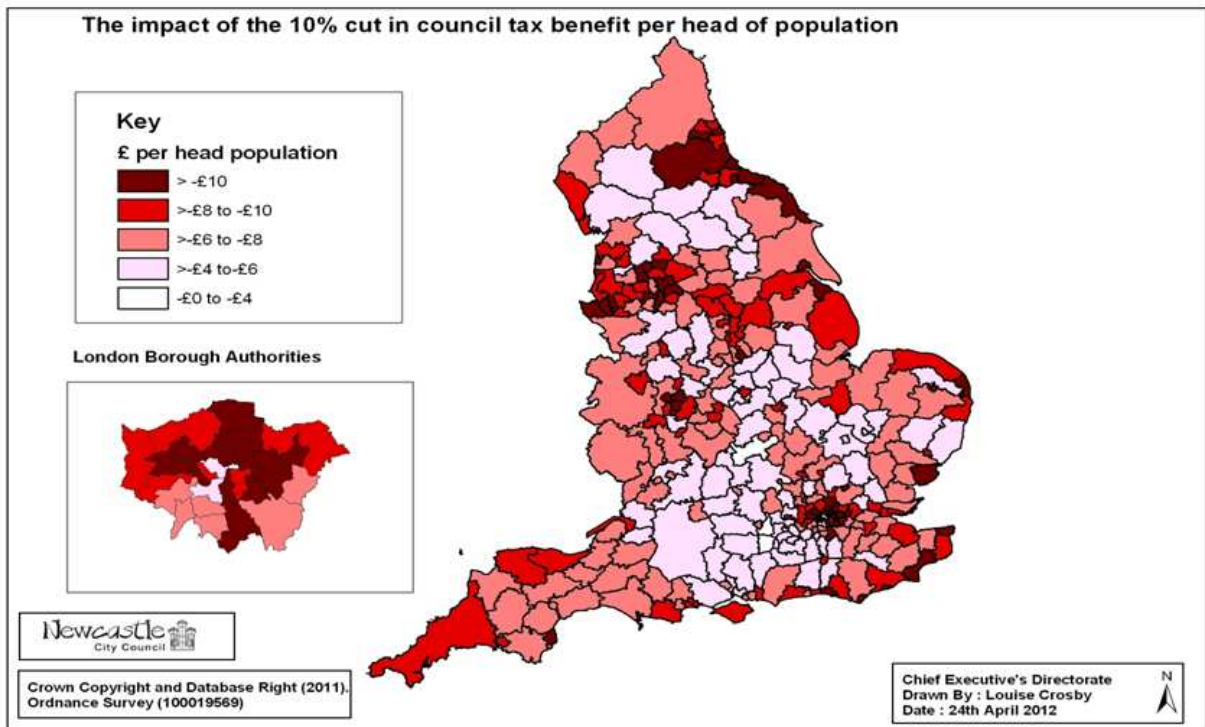 The impact of the 10% cut in council tax benefit per head of population
Key
£ per head population
> -£10
>-£8 to -£10
>-£6 to -£8
>-£4 to-£6
-£0 to -£4
London Borough Authorities
Newcastle
City Council
Crown Copyright and Database Right (2011).
Ordnance Survey (100019569)
Chief Executive's Directorate
Drawn By : Louise Crosby
Date : 24th April 2012
N